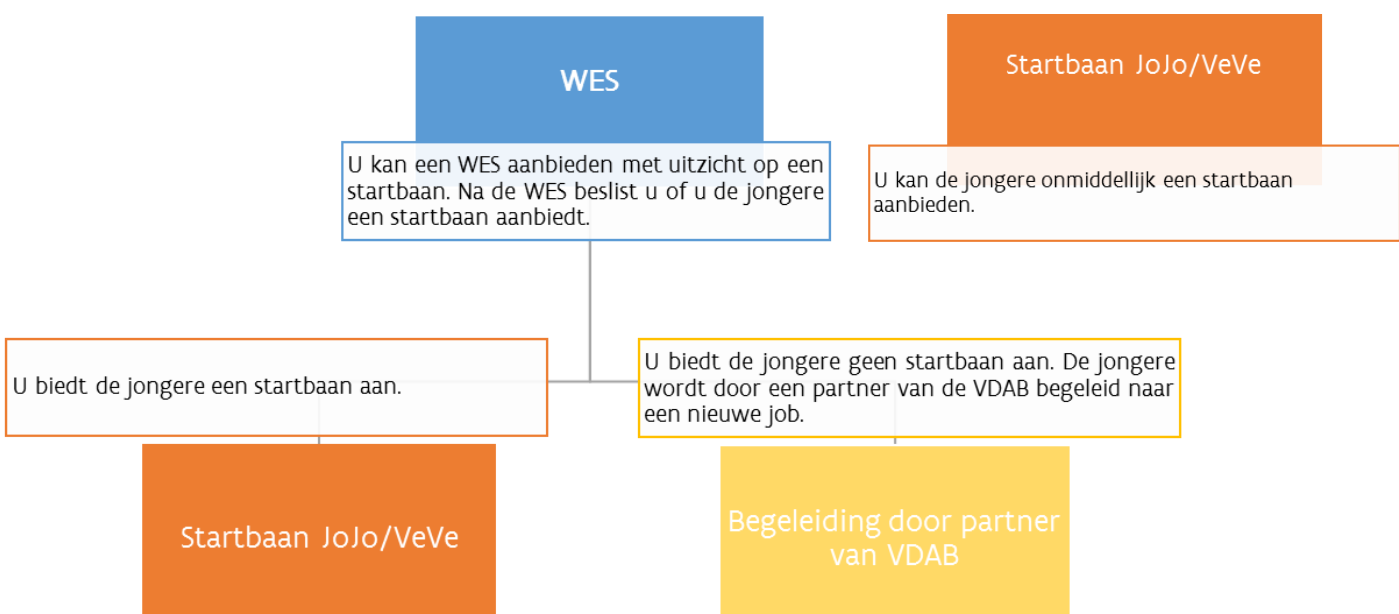 WES
U kan een WES aanbieden met uitzicht op een
startbaan. Na de WES beslist u of u de jongere
een startbaan aanbiedt.
Startbaan JoJo/VeVe
U kan de jongere onmiddellijk een startbaan
aanbieden.
U biedt de jongere een startbaan aan.
Startbaan JoJo/VeVe
U biedt de jongere geen startbaan aan. De jongere
wordt door een partner van de VDAB begeleid naar
een nieuwe job.
Begeleiding door partner
van VDAB